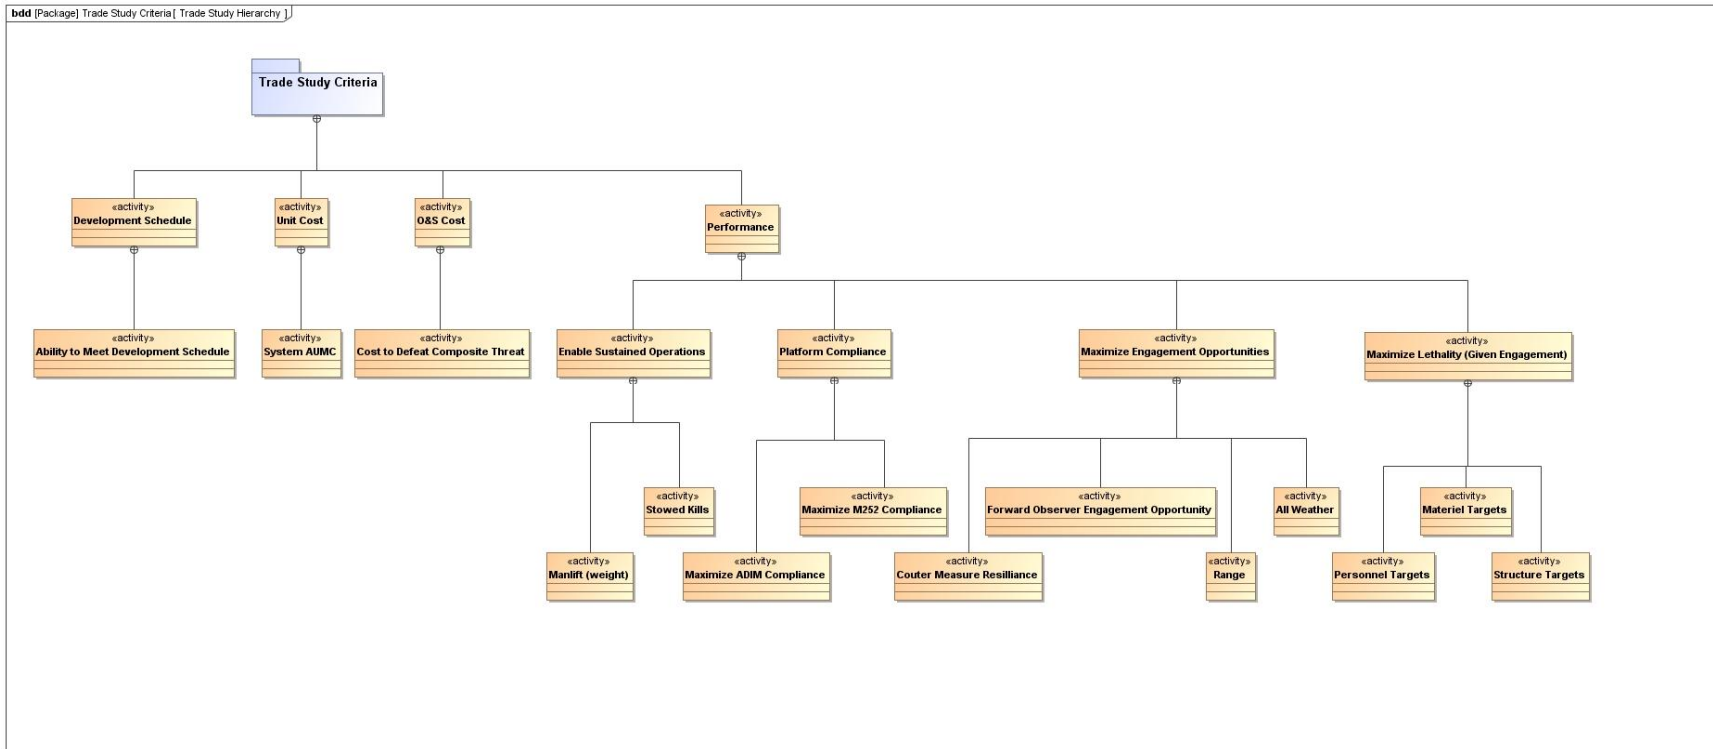 bdd [Package] Trade Study Criteria [ Trade Study Hierarchy ]
Trade Study Criteria
«activity»
Development Schedule
«activity»
Unit Cost
«activity»
O&S Cost
«activity»
Performance
«activity»
Ability to Meet Development Schedule
«activity»
System AUMC
«activity»
Cost to Defeat Composite Threat
«activity»
Enable Sustained Operations
«activity»
Platform Compliance
«activity»
Maximize Engagement Opportunities
«activity»
Maximize Lethality (Given Engagement)
«activity»
Stowed Kills
«activity»
Maximize M252 Compliance
«activity»
Forward Observer Engagement Opportunity
«activity»
All Weather
«activity»
Materiel Targets
«activity»
Manlift (weight)
«activity»
Maximize ADIM Compliance
«activity»
Couter Measure Resilliance
«activity»
Range
«activity»
Personnel Targets
«activity»
Structure Targets